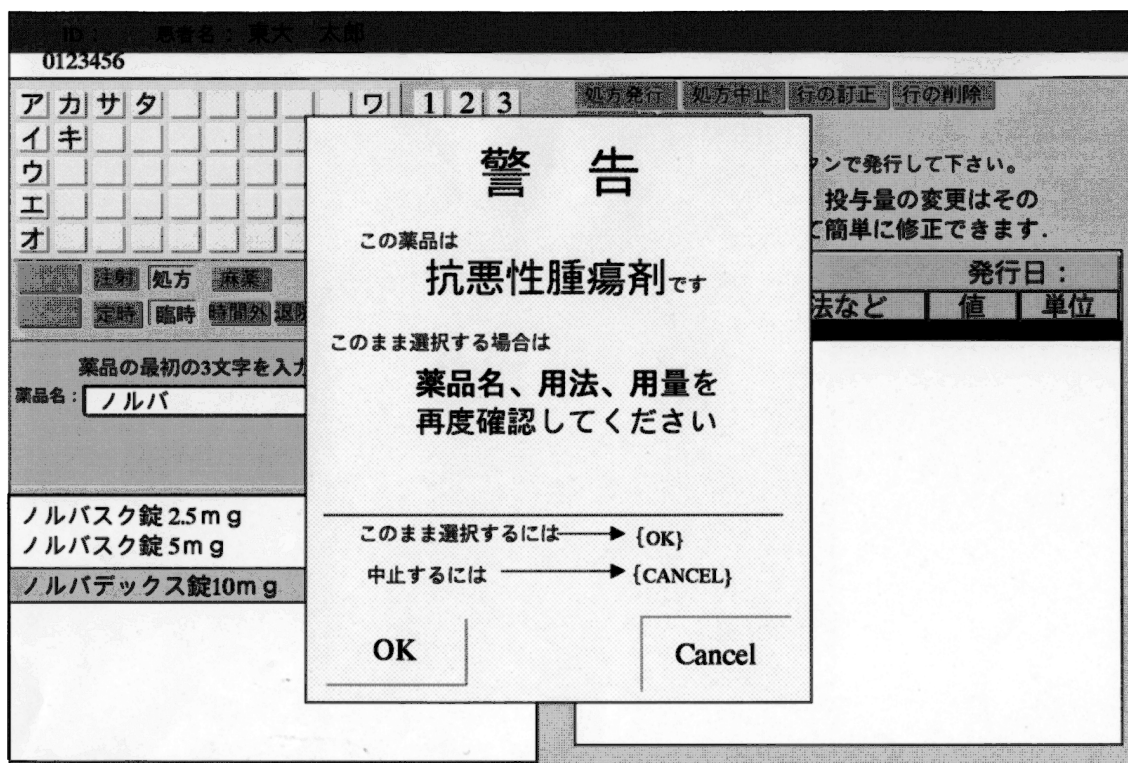 ID： 患者名：東大 太郎
0123456
ア カ サ タ ワ 1 2 3
イ キ
ウ
エ
オ
注射 処方 麻薬
定時 臨時 時間外 退院
薬品の最初の3文字を入力
薬品名： ノルバ
ノルバスク錠 2.5ｍｇ
ノルバスク錠 5ｍｇ
ノルバデックス錠10ｍｇ
処方発行 処方中止 行の訂正 行の削除
ンで発行して下さい。
投与量の変更はその
て簡単に修正できます.
発行日：
法など 値 単位
警 告
この薬品は
抗悪性腫瘍剤です
このまま選択する場合は
薬品名、用法、用量を
再度確認してください
このまま選択するには {OK}
中止するには {CANCEL}
OK Cancel